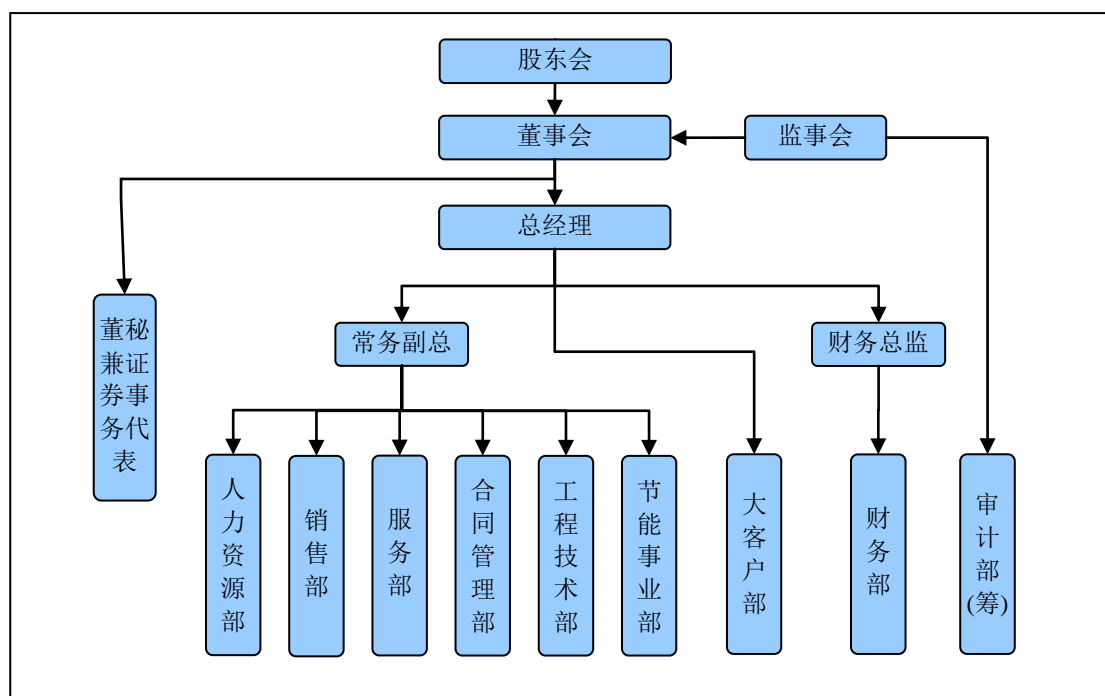 股东会
董事会
监事会
总经理
董秘
兼证
券事
务代
表
常务副总
财务总监
人力资源部
销售部
服务部
合同管理部
工程技术部
节能事业部
大客户部
财务部
审计部(筹)